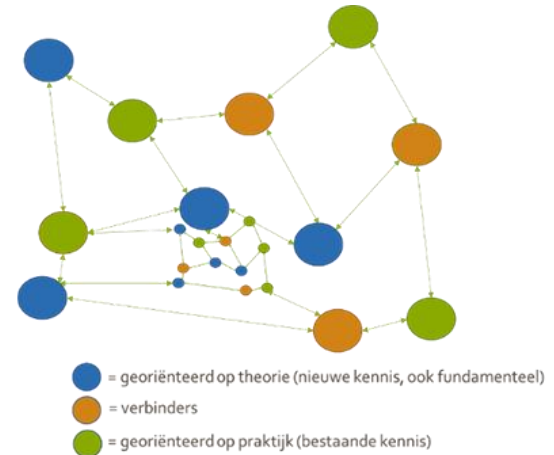 = georiënteerd op theorie (nieuwe kennis, ook fundamenteel)
= verbinders
= georiënteerd op praktijk (bestaande kennis)